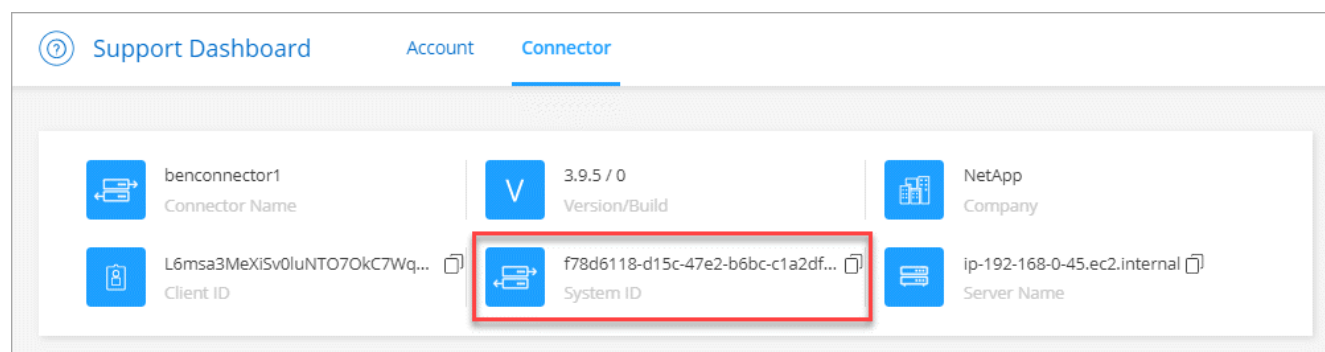 Support Dashboard Account Connector
benconnector1
Connector Name
V
3.9.5 / 0
Version/Build
NetApp
Company
L6msa3MeXiSv0luNTO7OkC7Wq...
Client ID
f78d6118-d15c-47e2-b6bc-c1a2df...
System ID
ip-192-168-0-45.ec2.internal
Server Name